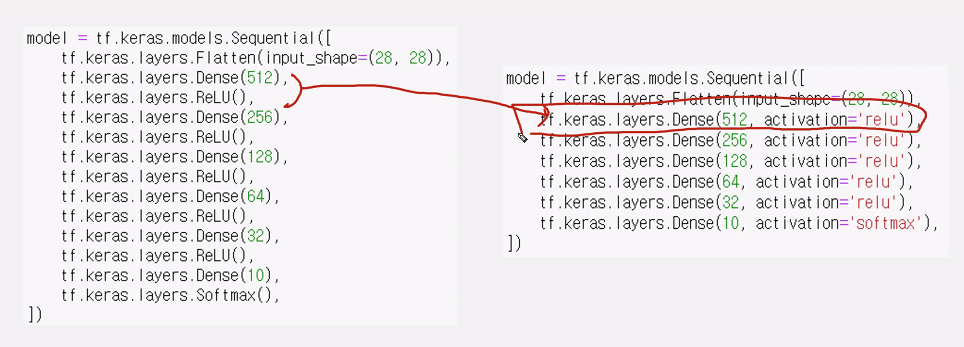 model = tf.keras.models.Sequential([
    tf.keras.layers.Flatten(input_shape=(28, 28)),
    tf.keras.layers.Dense(512),
    tf.keras.layers.ReLU(),
    tf.keras.layers.Dense(256),
    tf.keras.layers.ReLU(),
    tf.keras.layers.Dense(128),
    tf.keras.layers.ReLU(),
    tf.keras.layers.Dense(64),
    tf.keras.layers.ReLU(),
    tf.keras.layers.Dense(32),
    tf.keras.layers.ReLU(),
    tf.keras.layers.Dense(10),
    tf.keras.layers.Softmax(),
])
model = tf.keras.models.Sequential([
    tf.keras.layers.Flatten(input_shape=(28, 28)),
    tf.keras.layers.Dense(512, activation='relu'),
    tf.keras.layers.Dense(256, activation='relu'),
    tf.keras.layers.Dense(128, activation='relu'),
    tf.keras.layers.Dense(64, activation='relu'),
    tf.keras.layers.Dense(32, activation='relu'),
    tf.keras.layers.Dense(10, activation='softmax'),
])